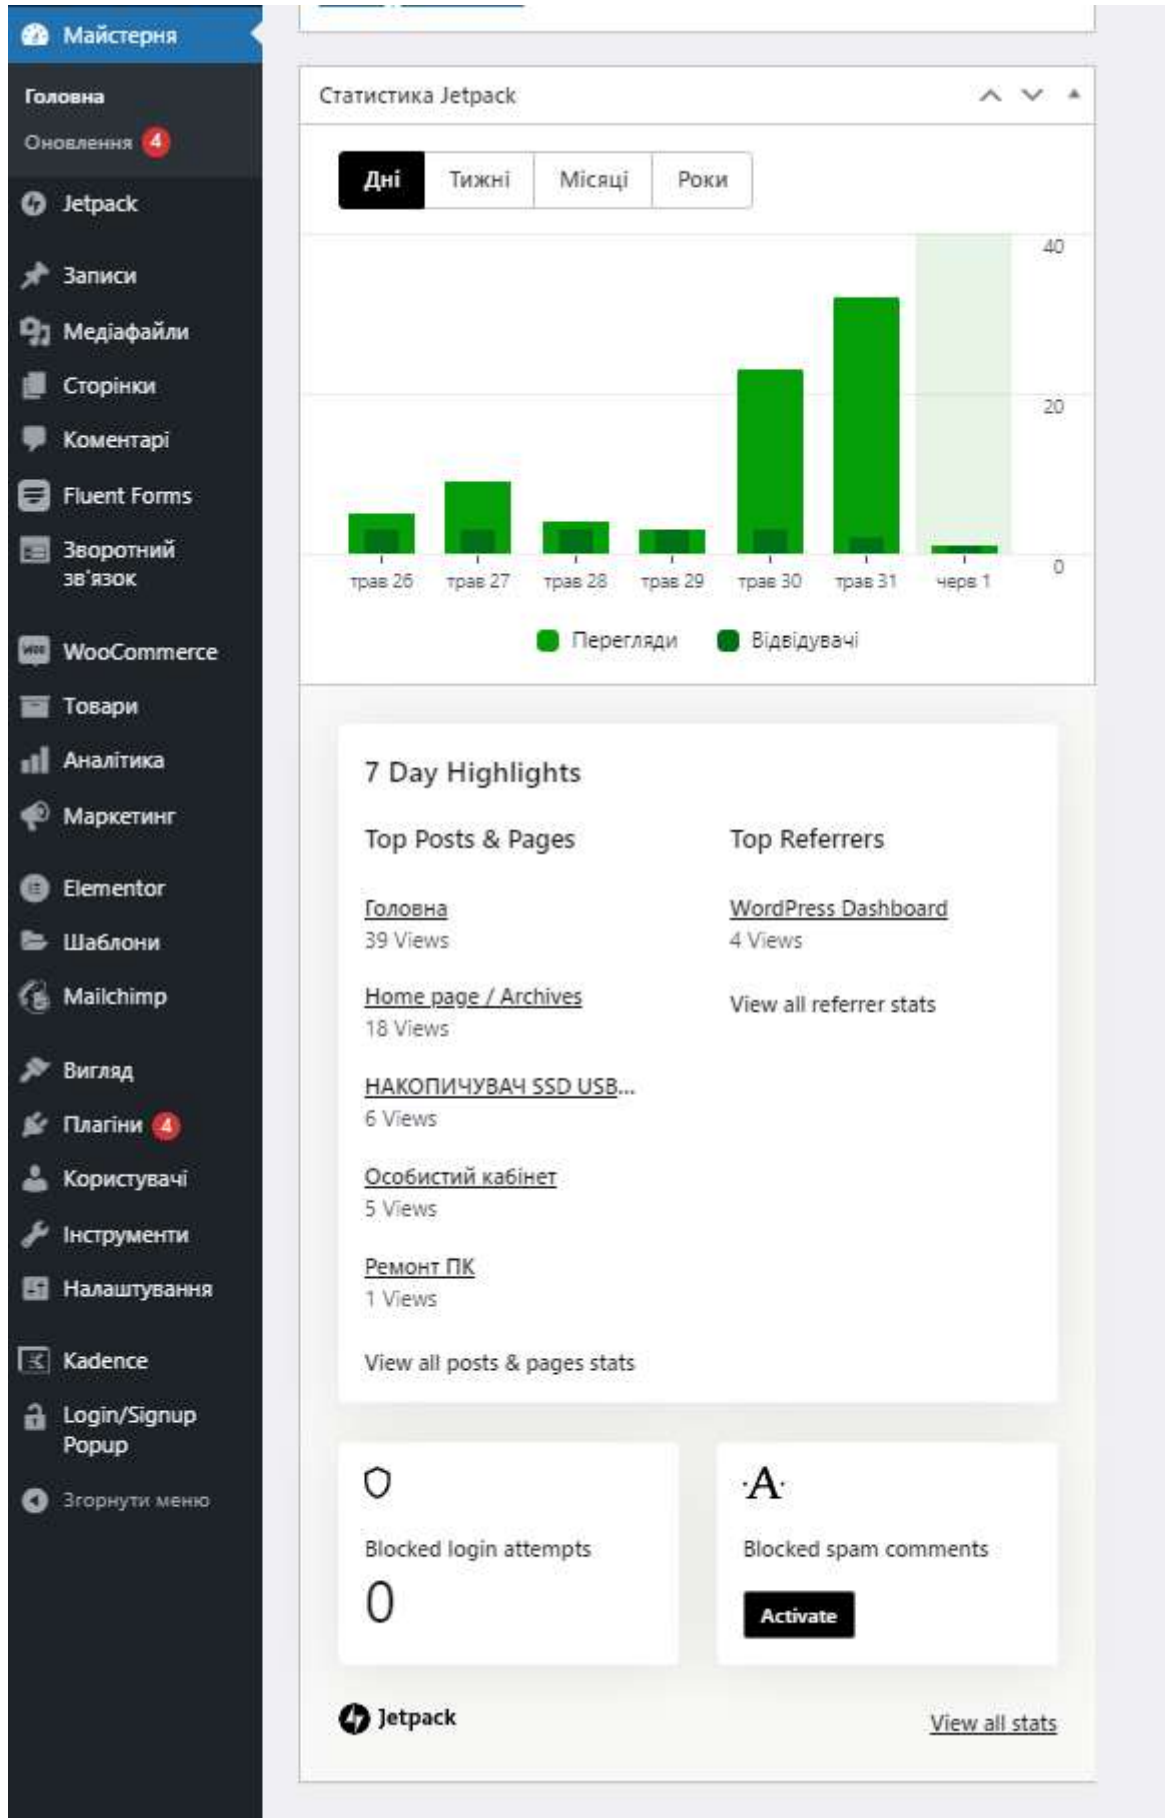 Майстерня
Головна
Оновлення 4
Jetpack
Записи
Медіафайли
Сторінки
Коментарі
Fluent Forms
Зворотний
зв'язок
WooCommerce
Товари
Аналітика
Маркетинг
Elementor
Шаблони
Mailchimp
Вигляд
Плагіни 4
Користувачі
Інструменти
Налаштування
Kadence
Login/Signup
Popup
Згорнути меню
Статистика Jetpack
Дні Тижні Місяці Роки
40
20
0
трав 26 трав 27 трав 28 трав 29 трав 30 трав 31 черв 1
Перегляди Відвідувачі
7 Day Highlights
Top Posts & Pages
Головна
39 Views
Home page / Archives
18 Views
НАКОПИЧУВАЧ SSD USB...
6 Views
Особистий кабінет
5 Views
Ремонт ПК
1 Views
View all posts & pages stats
Top Referrers
WordPress Dashboard
4 Views
View all referrer stats
Blocked login attempts
0
·A·
Blocked spam comments
Activate
Jetpack
View all stats